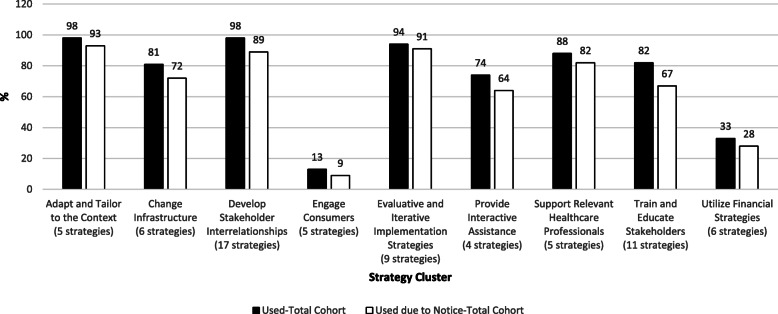 120
100
80
60
40
20
0
%
98
93
81
72
98
89
13
9
94
91
74
64
88
82
82
67
33
28
Adapt and Tailor
to the Context
(5 strategies)
Change
Infrastructure
(6 strategies)
Develop
Stakeholder
Interrelationships
(17 strategies)
Engage
Consumers
(5 strategies)
Evaluative and
Iterative
Implementation
Strategies
(9 strategies)
Provide
Interactive
Assistance
(4 strategies)
Support Relevant
Healthcare
Professionals
(5 strategies)
Train and
Educate
Stakeholders
(11 strategies)
Utilize Financial
Strategies
(6 strategies)
Strategy Cluster
Used-Total Cohort
Used due to Notice-Total Cohort